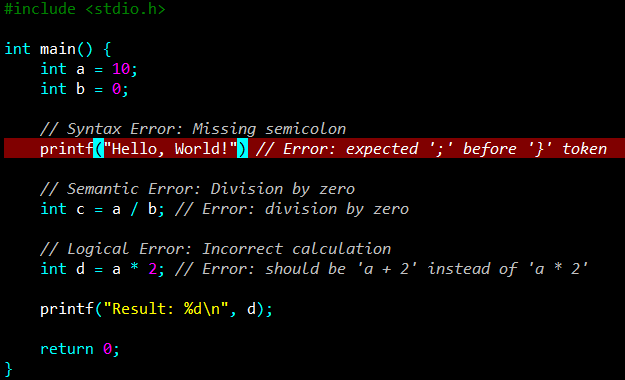 #include <stdio.h>
int main() {
    int a = 10;
    int b = 0;
    // Syntax Error: Missing semicolon
    printf("Hello, World!") // Error: expected ';' before '}' token
    // Semantic Error: Division by zero
    int c = a / b; // Error: division by zero
    // Logical Error: Incorrect calculation
    int d = a * 2; // Error: should be 'a + 2' instead of 'a * 2'
    printf("Result: %d\n", d);
    return 0;
}